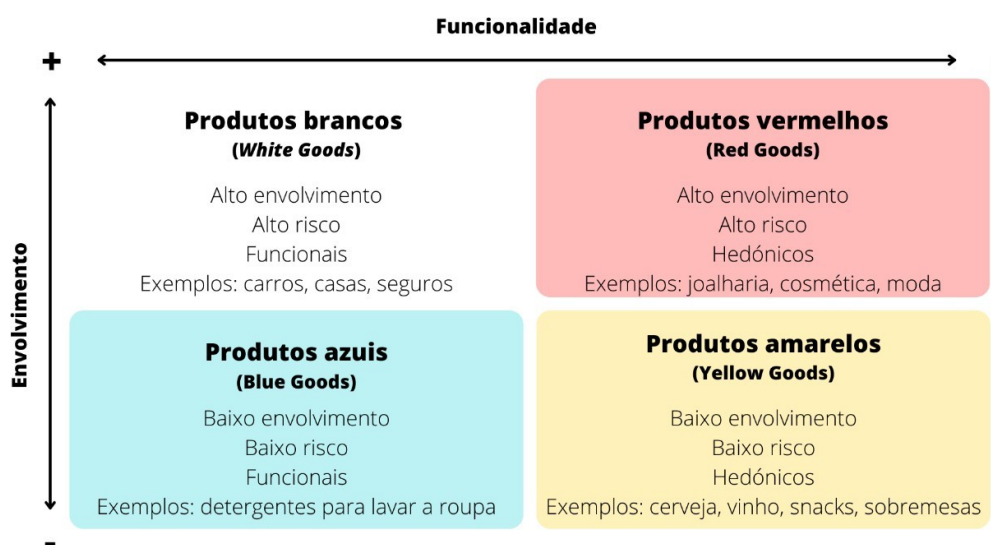 Funcionalidade
+
Envolvimento
Produtos brancos
(White Goods)
Alto envolvimento
Alto risco
Funcionais
Exemplos: carros, casas, seguros
Produtos vermelhos
(Red Goods)
Alto envolvimento
Alto risco
Hedónicos
Exemplos: joalharia, cosmética, moda
Produtos azuis
(Blue Goods)
Baixo envolvimento
Baixo risco
Funcionais
Exemplos: detergentes para lavar a roupa
Produtos amarelos
(Yellow Goods)
Baixo envolvimento
Baixo risco
Hedónicos
Exemplos: cerveja, vinho, snacks, sobremesas
-